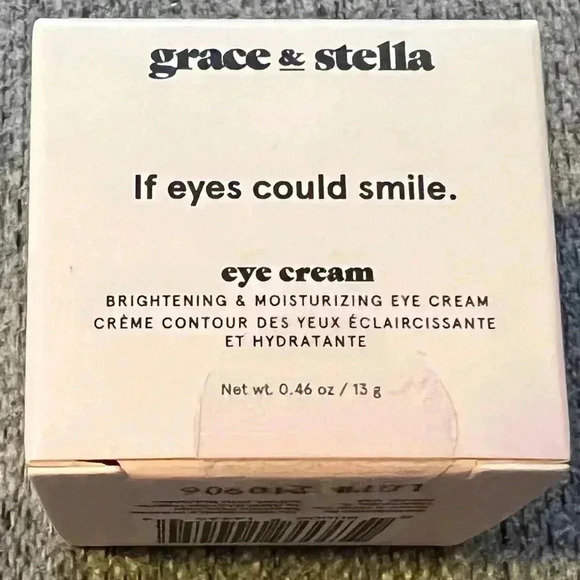 grace & stella
If eyes could smile.
eye cream
BRIGHTENING & MOISTURIZING EYE CREAM
CRÈME CONTOUR DES YEUX ÉCLAIRCISSANTE
ET HYDRATANTE
Net wt. 0.46 oz / 13 g